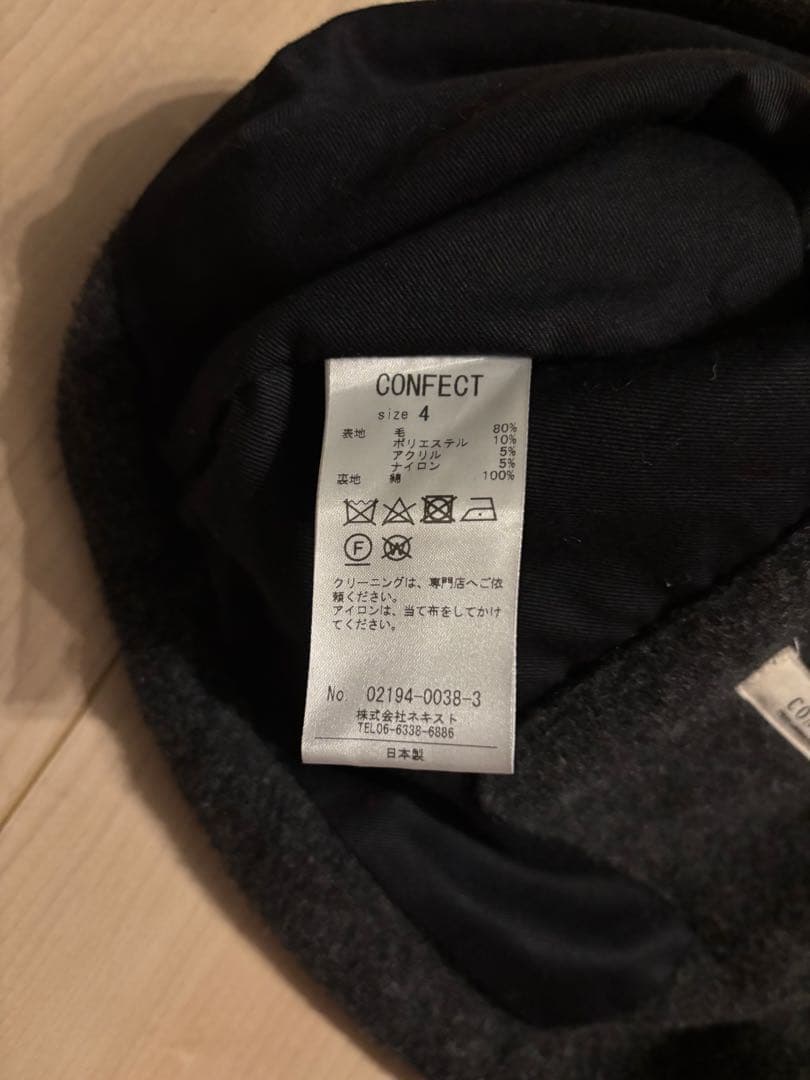 CONFECT
size 4
表地 毛 80%
ポリエステル 10%
アクリル 5%
ナイロン 5%
裏地 綿 100%
F W
クリーニングは、専門店へご依
頼ください。
アイロンは、当て布をしてかけ
てください。
No. 02194-0038-3
株式会社ネキスト
TEL06-6338-6886
日本製
CO